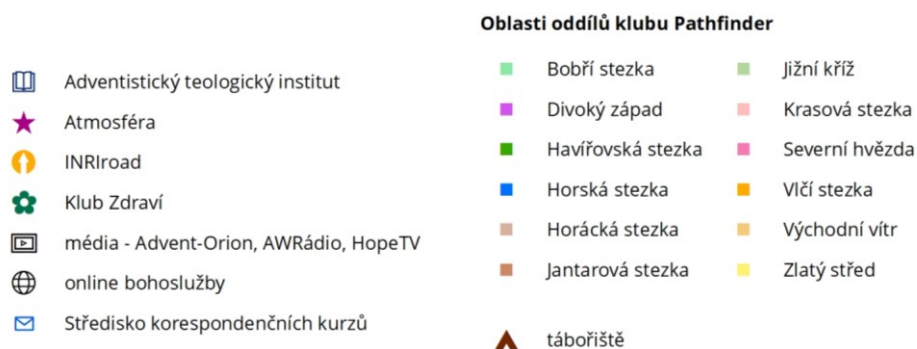 Adventistický teologický institut
Atmosféra
INRIroad
Klub Zdraví
média - Advent-Orion, AWRádio, HopeTV
online bohoslužby
Středisko korespondenčních kurzů
Oblasti oddílů klubu Pathfinder
Bobří stezka
Divoký západ
Havířovská stezka
Horská stezka
Horácká stezka
Jantarová stezka
Jižní kříž
Krasová stezka
Severní hvězda
Vlčí stezka
Východní vítr
Zlatý střed
tábořiště